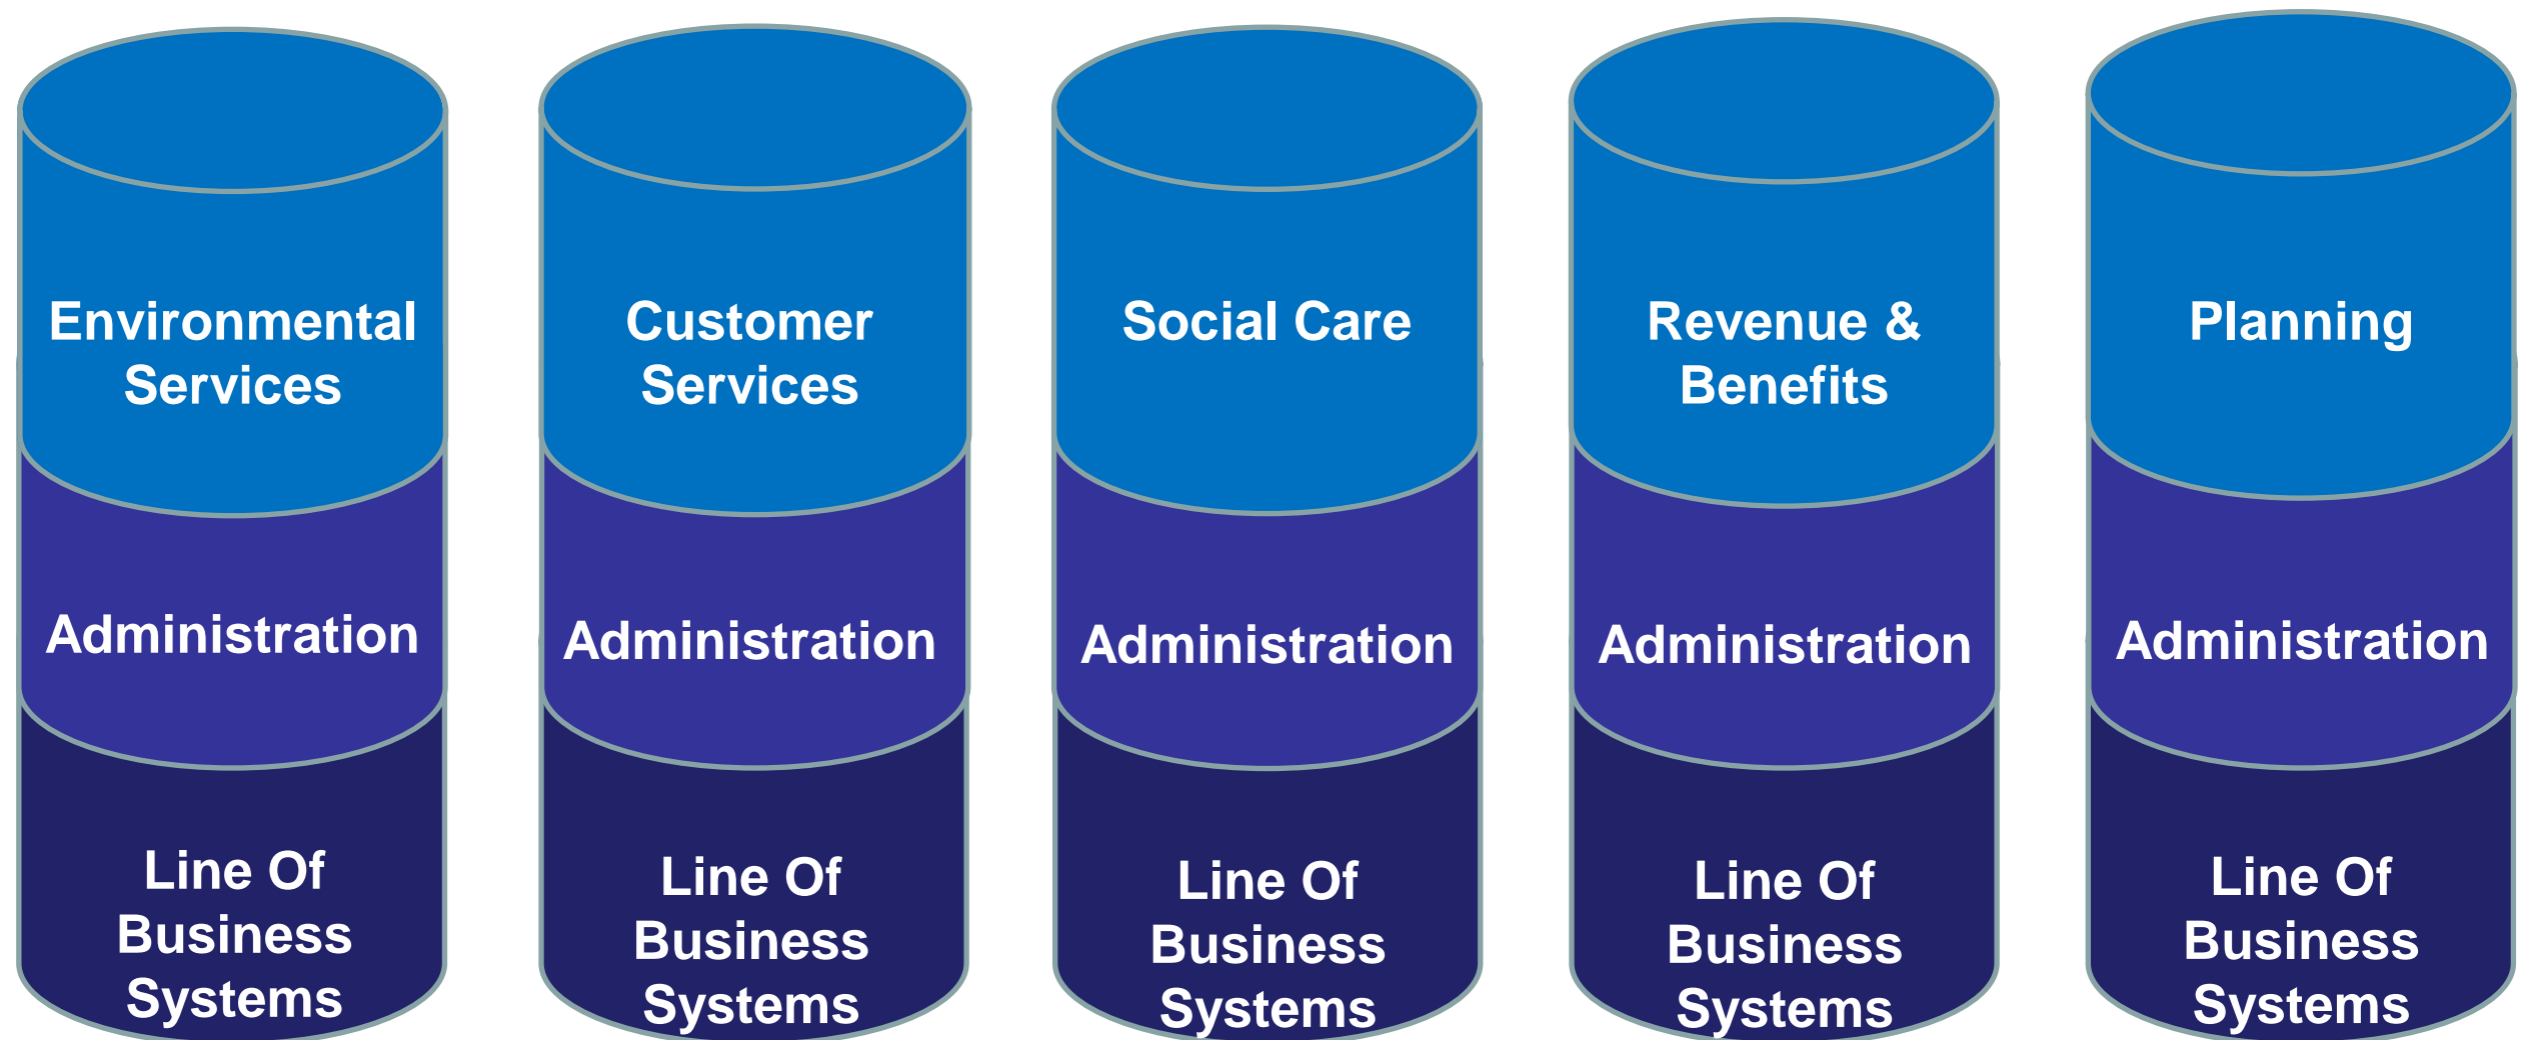 Environmental
Services
Customer
Services
Social Care
Revenue &
Benefits
Planning
Administration
Administration
Administration
Administration
Administration
Line Of
Business
Systems
Line Of
Business
Systems
Line Of
Business
Systems
Line Of
Business
Systems
Line Of
Business
Systems